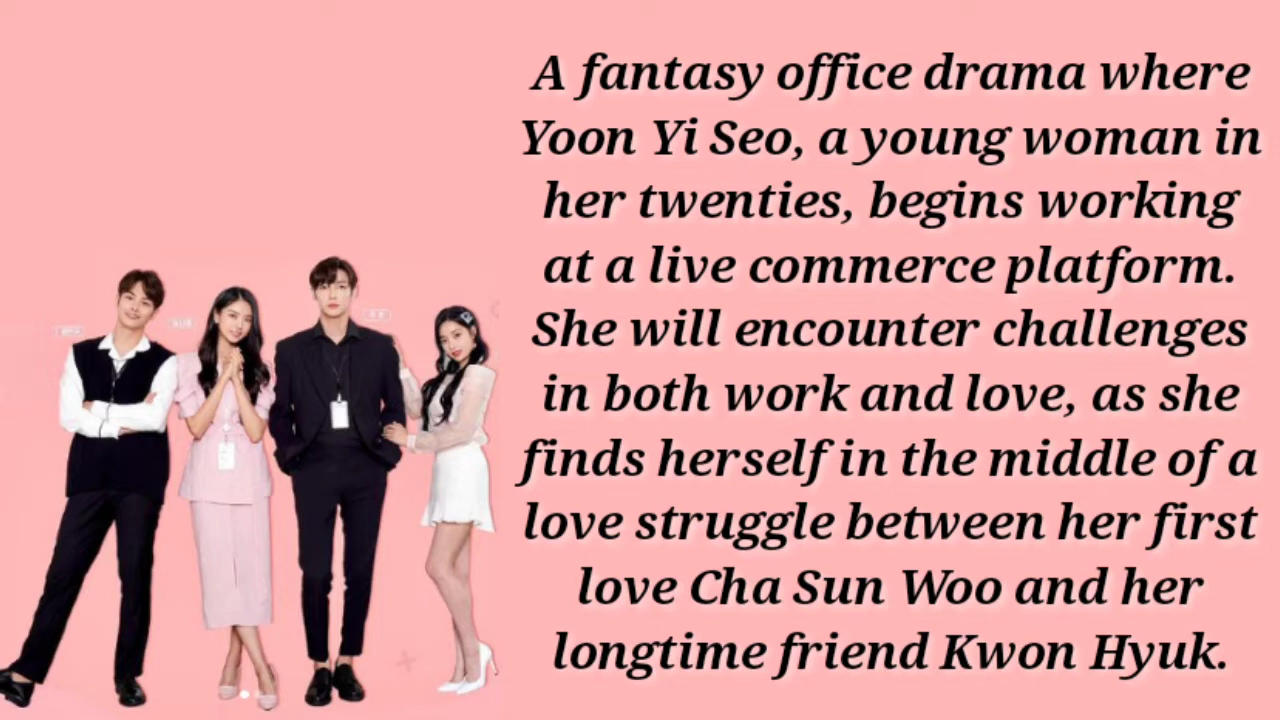 A fantasy office drama where
Yoon Yi Seo, a young woman in
her twenties, begins working
at a live commerce platform.
She will encounter challenges
in both work and love, as she
finds herself in the middle of a
love struggle between her first
love Cha Sun Woo and her
longtime friend Kwon Hyuk.